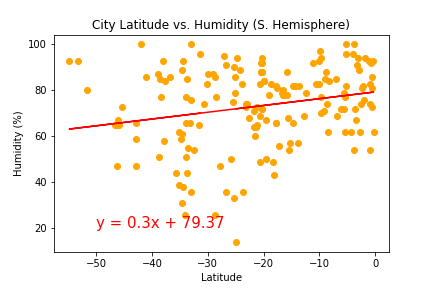 City Latitude vs. Humidity (S. Hemisphere)
Humidity (%)
100
80
60
40
20
y = 0.3x + 79.37
−50 −40 −30 −20 −10 0
Latitude